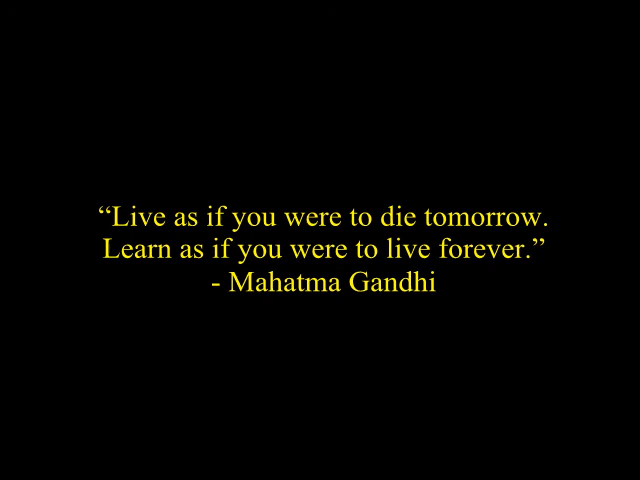 “Live as if you were to die tomorrow.
Learn as if you were to live forever.”
- Mahatma Gandhi